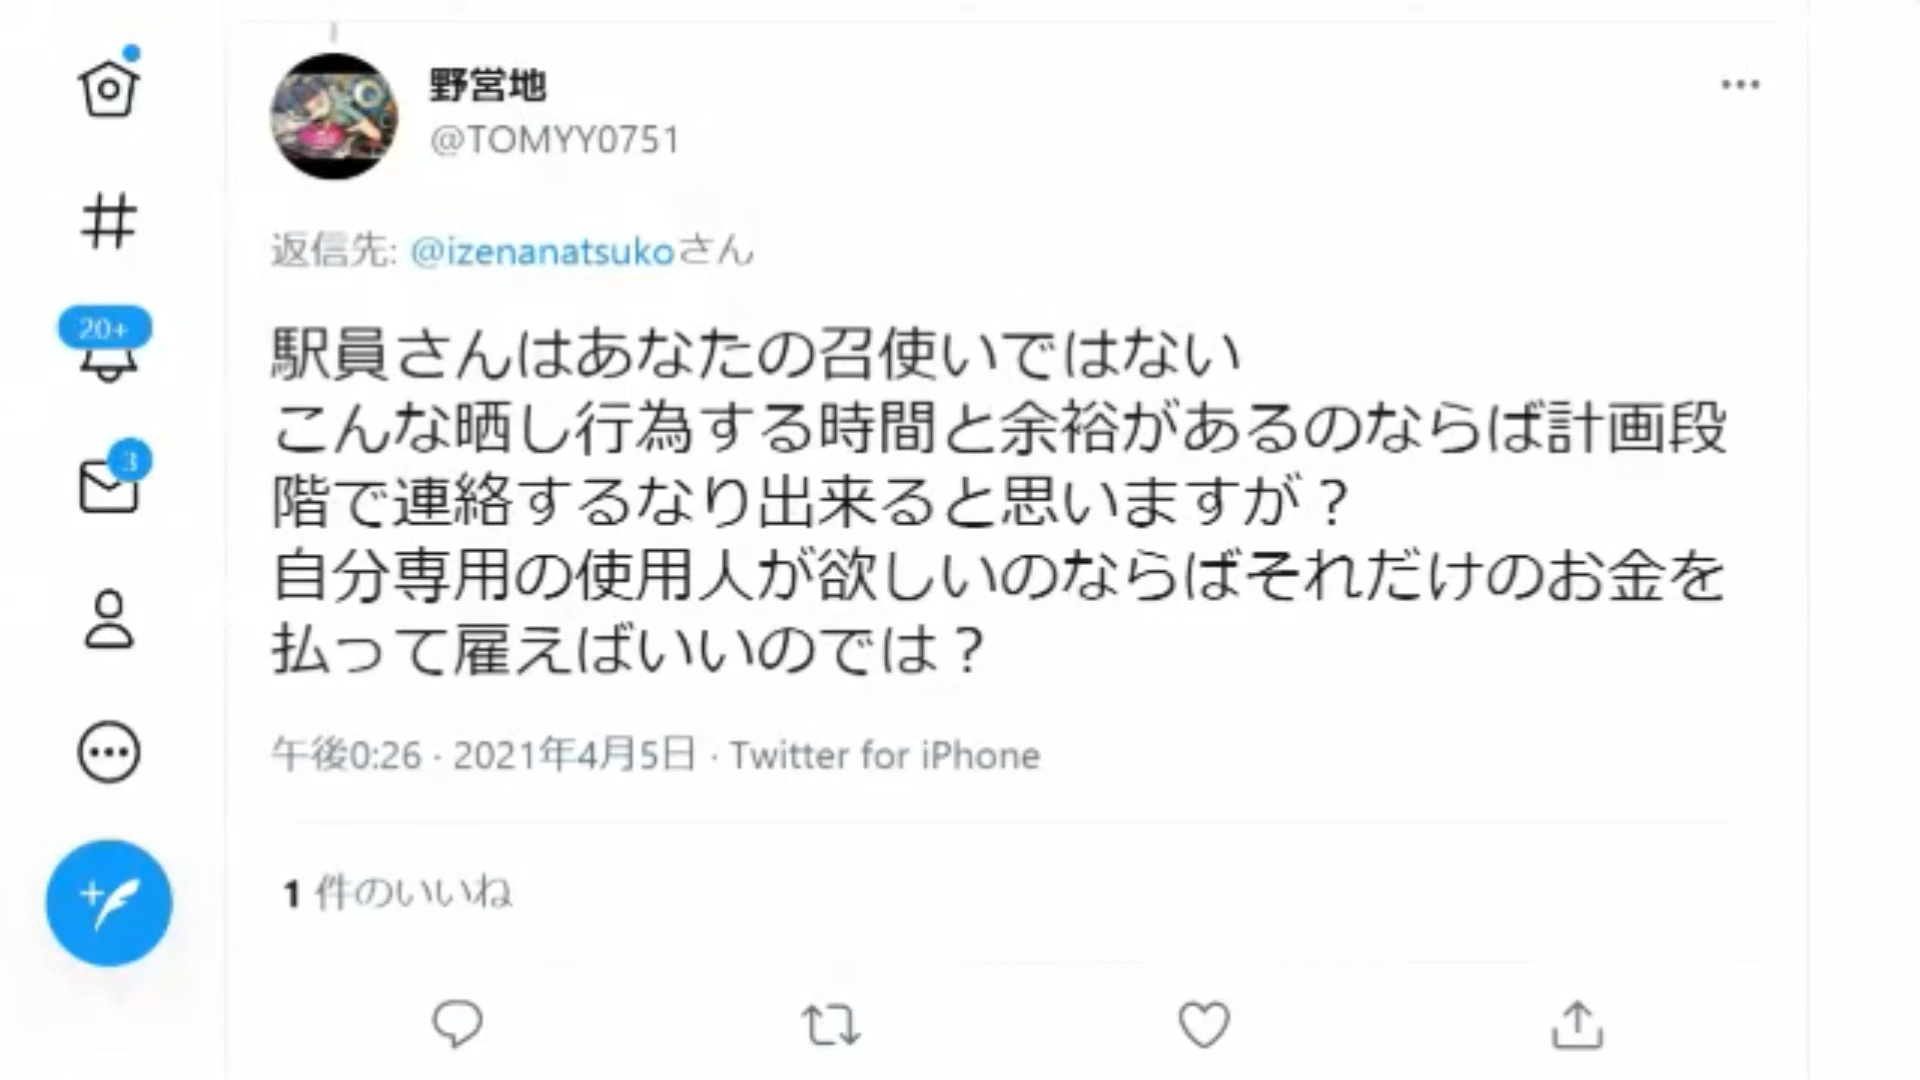 野営地
@TOMYY0751
返信先: @izenanatsukoさん
20+
駅員さんはあなたの召使いではない
こんな晒し行為する時間と余裕があるのならば計画段
階で連絡するなり出来ると思いますが？
3
自分専用の使用人が欲しいのならばそれだけのお金を
払って雇えばいいのでは？
午後0:26 · 2021年4月5日 · Twitter for iPhone
1 件のいいね